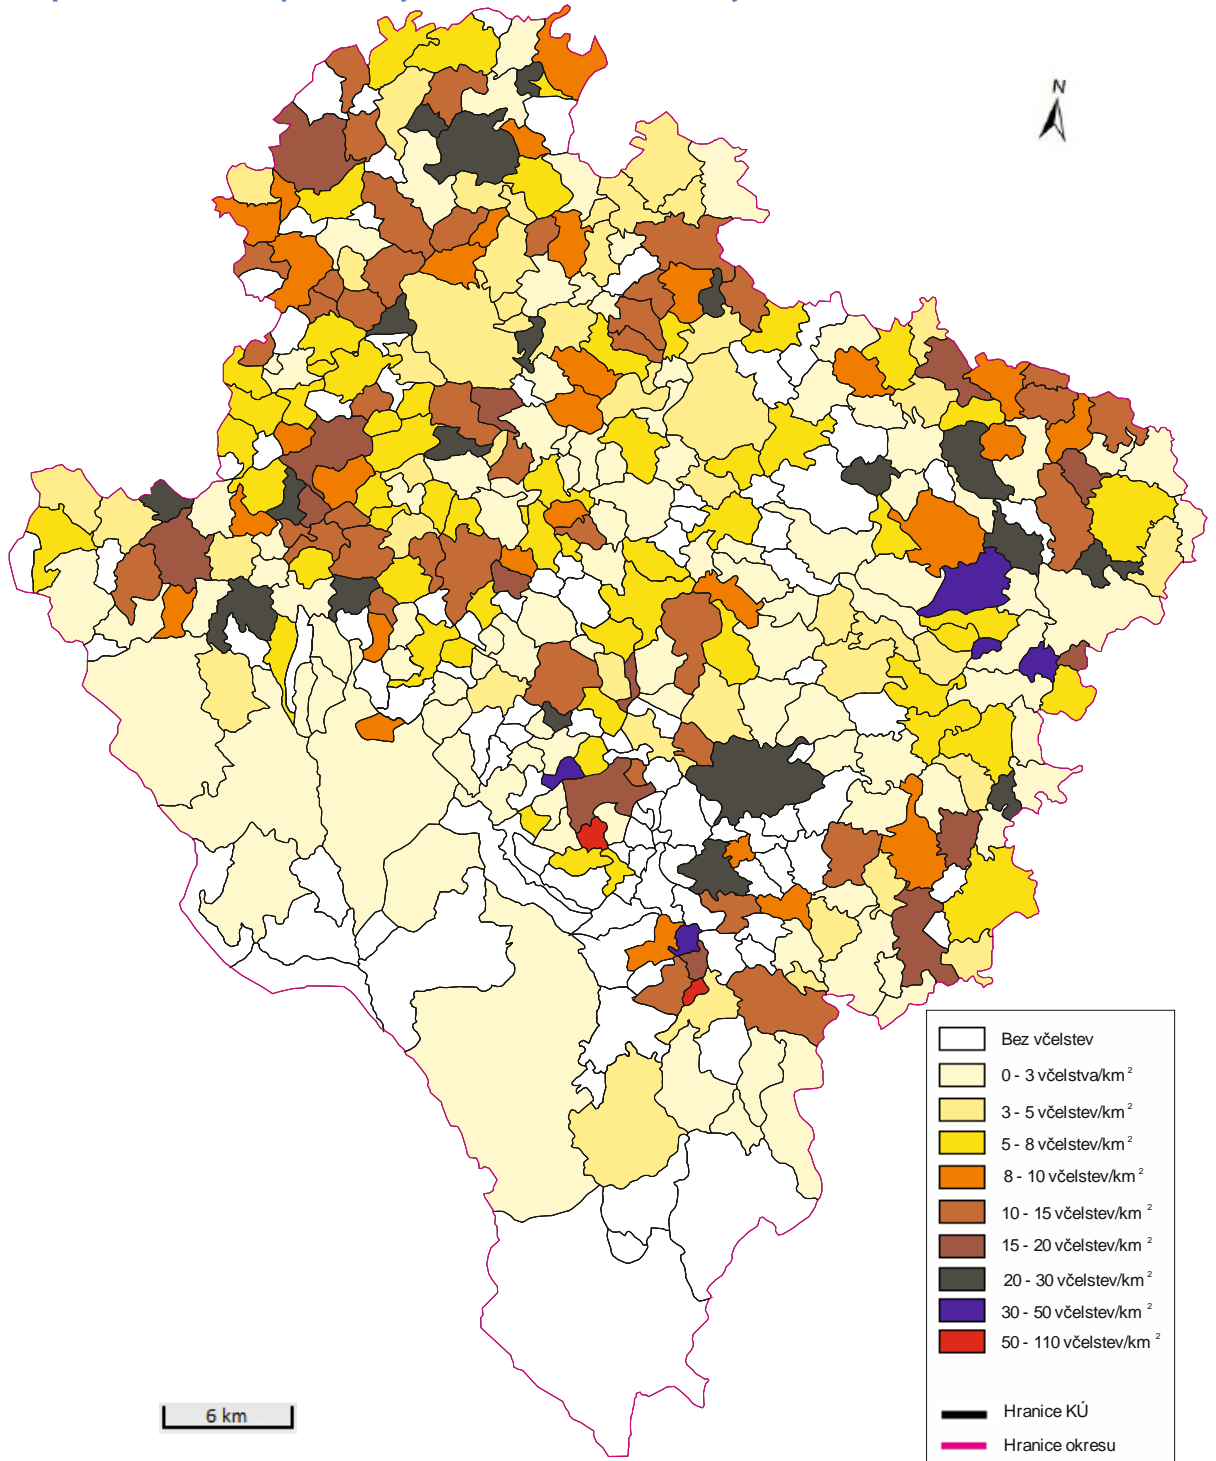 N
Bez včelstev
0 - 3 včelstva/km²
3 - 5 včelstev/km²
5 - 8 včelstev/km²
8 - 10 včelstev/km²
10 - 15 včelstev/km²
15 - 20 včelstev/km²
20 - 30 včelstev/km²
30 - 50 včelstev/km²
50 - 110 včelstev/km²
Hranice KÚ
Hranice okresu
6 km